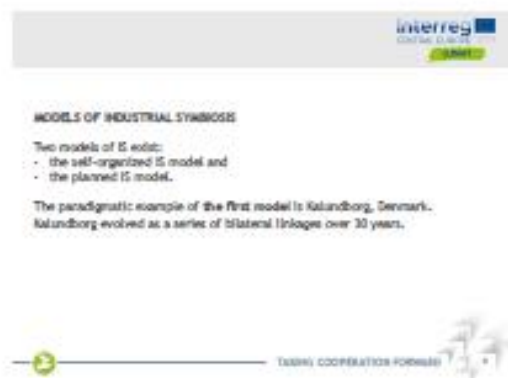 Interreg
CENTRAL EUROPE
MODELS OF INDUSTRIAL SYMBIOSIS
Two models of IS exist:
- the self-organized IS model and
- the planned IS model.
The paradigmatic example of the first model is Kalundborg, Denmark.
Kalundborg evolved as a series of bilateral linkages over 30 years.
TAKING COOPERATION FORWARD